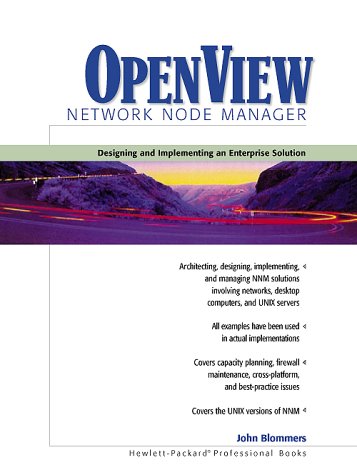 OPENVIEW
NETWORK NODE MANAGER
Designing and Implementing an Enterprise Solution
Architecting, designing, implementing,
and managing NNM solutions
involving networks, desktop
computers, and UNIX servers
All examples have been used
in actual implementations
Covers capacity planning, firewall
maintenance, cross-platform,
and best-practice issues
Covers the UNIX versions of NNM
John Blommers
Hewlett-Packard® Professional Books